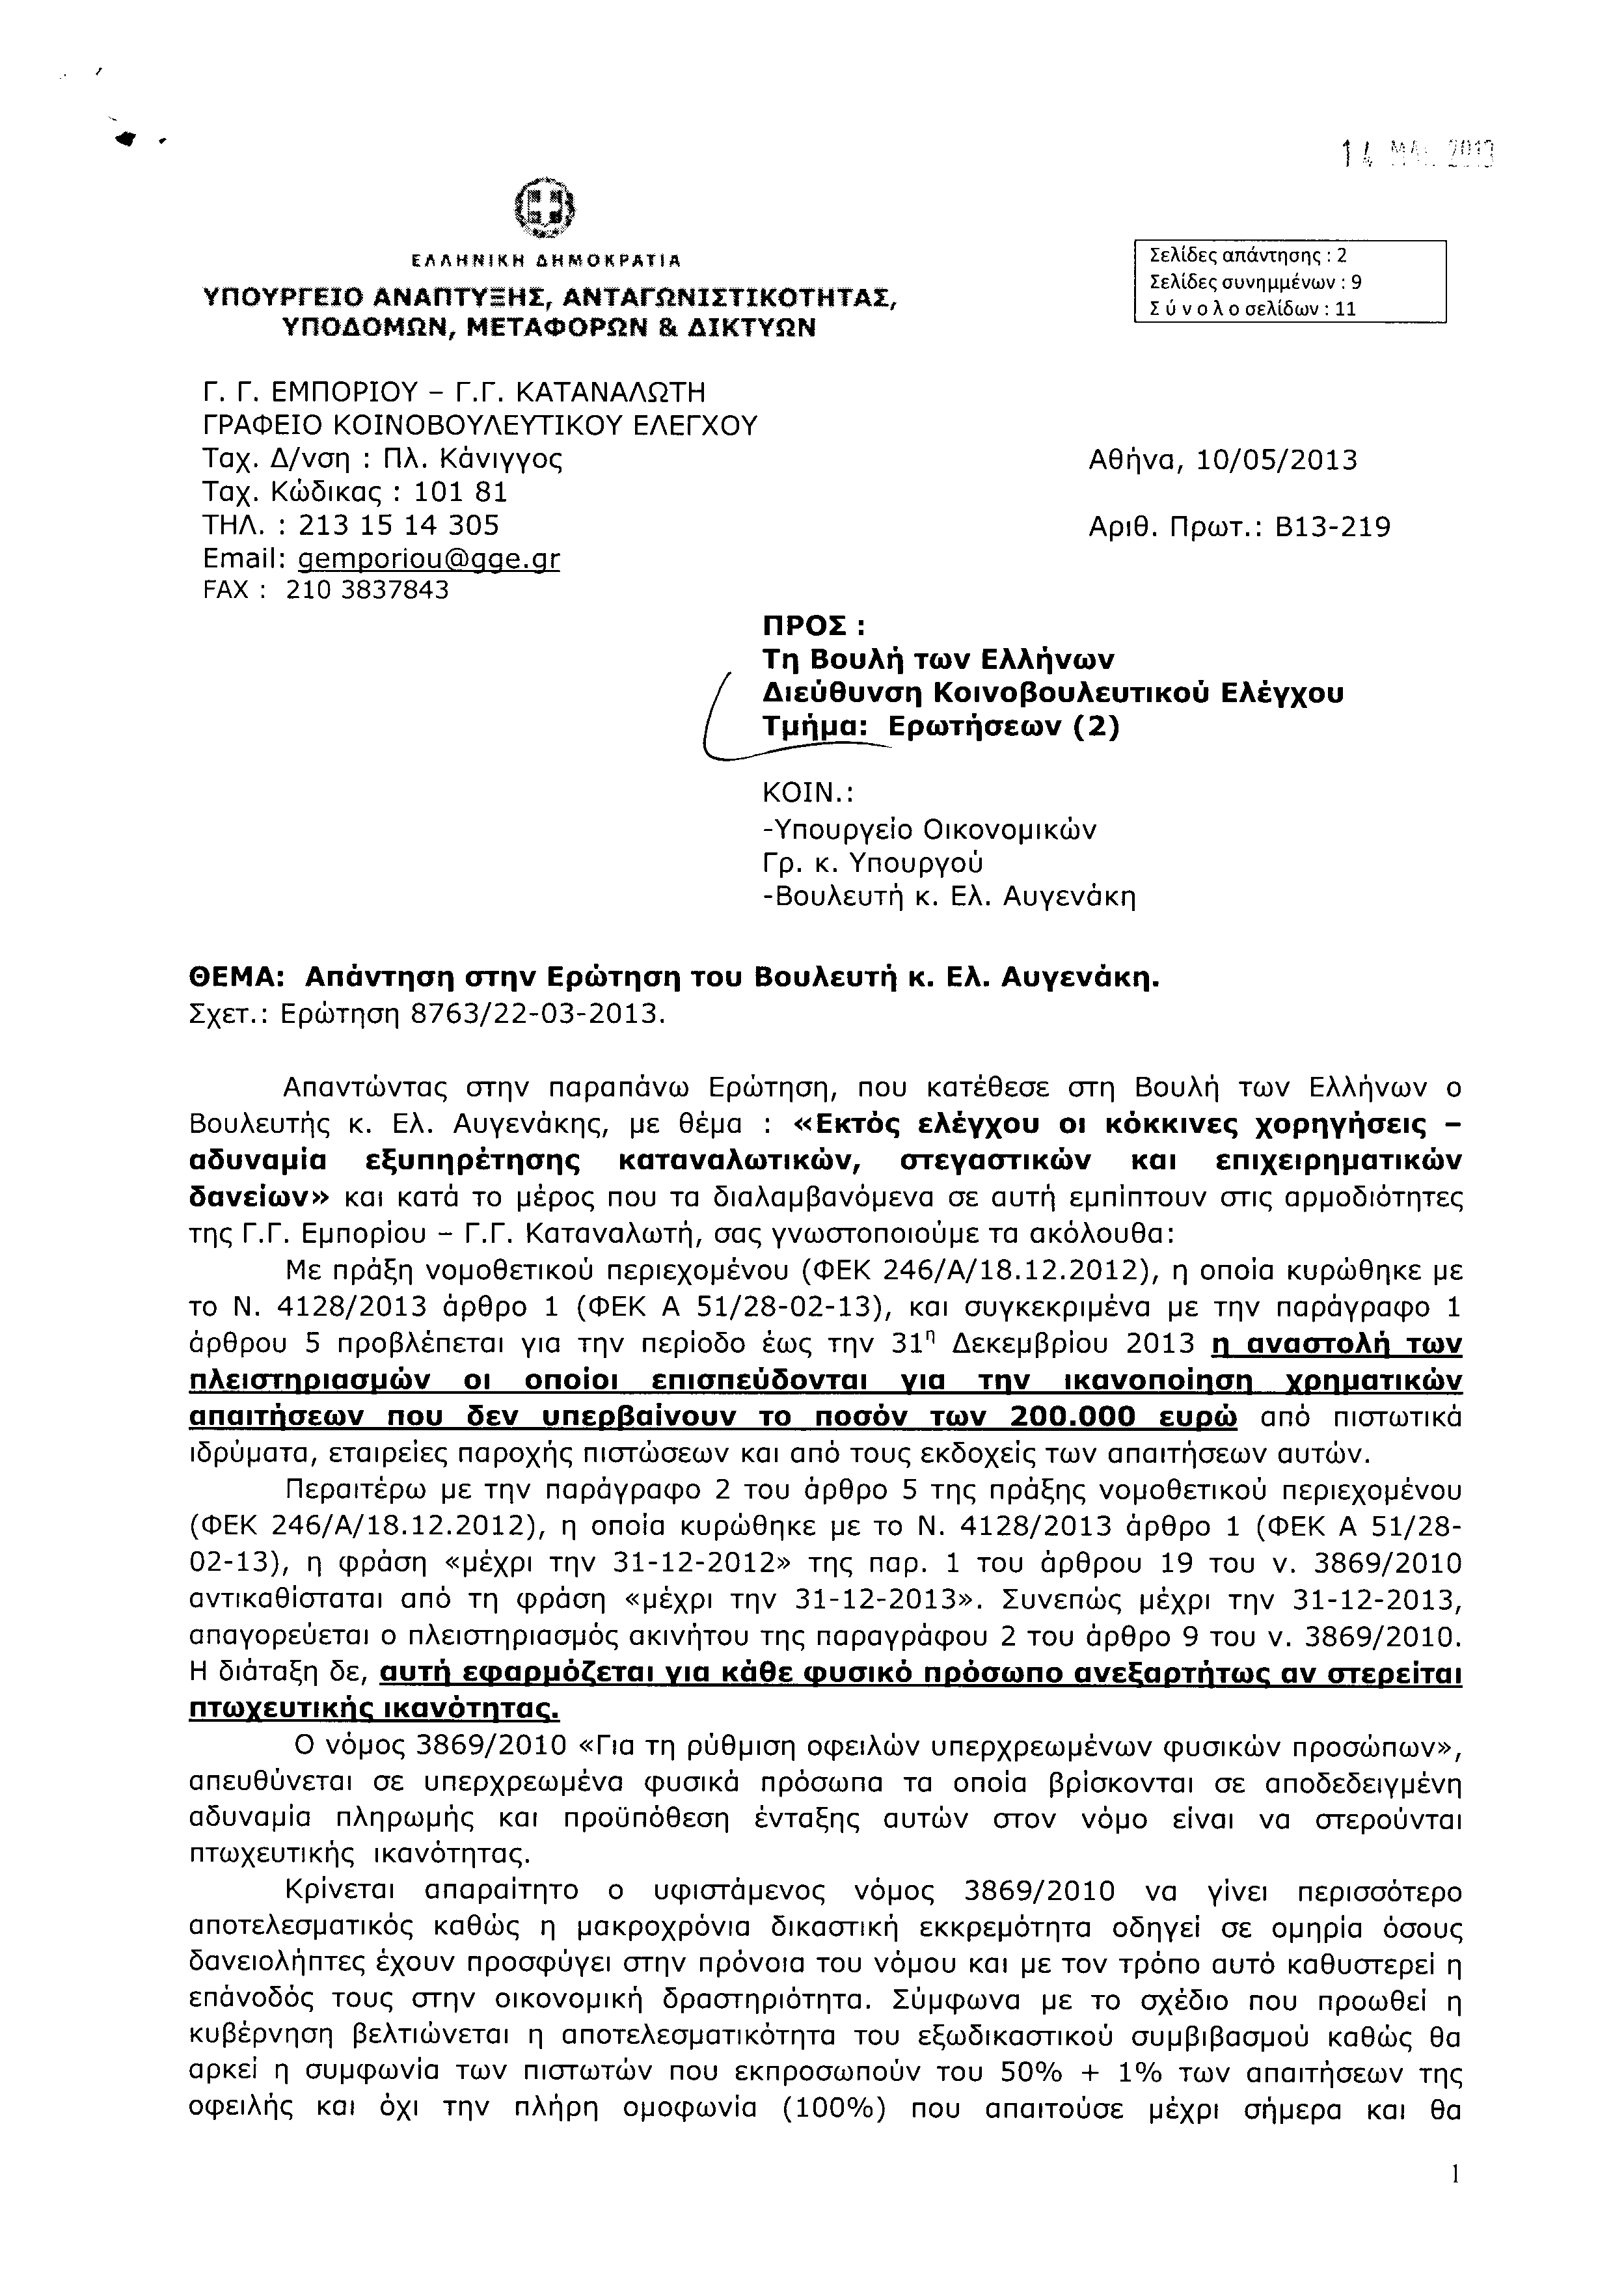 14 ΜΑΙ. 2013
ΕΛΛΗΝΙΚΗ ΔΗΜΟΚΡΑΤΙΑ
ΥΠΟΥΡΓΕΙΟ ΑΝΑΠΤΥΞΗΣ, ΑΝΤΑΓΩΝΙΣΤΙΚΟΤΗΤΑΣ,
ΥΠΟΔΟΜΩΝ, ΜΕΤΑΦΟΡΩΝ & ΔΙΚΤΥΩΝ
Σελίδες απάντησης : 2
Σελίδες συνημμένων : 9
Σ ύ ν ο λ ο σελίδων : 11
Γ. Γ. ΕΜΠΟΡΙΟΥ – Γ.Γ. ΚΑΤΑΝΑΛΩΤΗ
ΓΡΑΦΕΙΟ ΚΟΙΝΟΒΟΥΛΕΥΤΙΚΟΥ ΕΛΕΓΧΟΥ
Ταχ. Δ/νση : Πλ. Κάνιγγος
Ταχ. Κώδικας : 101 81
ΤΗΛ. : 213 15 14 305
Email: gemporiou@gge.gr
FAX : 210 3837843
Αθήνα, 10/05/2013
Αριθ. Πρωτ.: Β13-219
ΠΡΟΣ :
Τη Βουλή των Ελλήνων
Διεύθυνση Κοινοβουλευτικού Ελέγχου
Τμήμα: Ερωτήσεων (2)
ΚΟΙΝ.:
-Υπουργείο Οικονομικών
Γρ. κ. Υπουργού
-Βουλευτή κ. Ελ. Αυγενάκη
ΘΕΜΑ: Απάντηση στην Ερώτηση του Βουλευτή κ. Ελ. Αυγενάκη.
Σχετ.: Ερώτηση 8763/22-03-2013.
Απαντώντας στην παραπάνω Ερώτηση, που κατέθεσε στη Βουλή των Ελλήνων ο
Βουλευτής κ. Ελ. Αυγενάκης, με θέμα : «Εκτός ελέγχου οι κόκκινες χορηγήσεις –
αδυναμία εξυπηρέτησης καταναλωτικών, στεγαστικών και επιχειρηματικών
δανείων» και κατά το μέρος που τα διαλαμβανόμενα σε αυτή εμπίπτουν στις αρμοδιότητες
της Γ.Γ. Εμπορίου – Γ.Γ. Καταναλωτή, σας γνωστοποιούμε τα ακόλουθα:
Με πράξη νομοθετικού περιεχομένου (ΦΕΚ 246/Α/18.12.2012), η οποία κυρώθηκε με
το Ν. 4128/2013 άρθρο 1 (ΦΕΚ Α 51/28-02-13), και συγκεκριμένα με την παράγραφο 1
άρθρου 5 προβλέπεται για την περίοδο έως την 31η Δεκεμβρίου 2013 η αναστολή των
πλειστηριασμών οι οποίοι επισπεύδονται για την ικανοποίηση χρηματικών
απαιτήσεων που δεν υπερβαίνουν το ποσόν των 200.000 ευρώ από πιστωτικά
ιδρύματα, εταιρείες παροχής πιστώσεων και από τους εκδοχείς των απαιτήσεων αυτών.
Περαιτέρω με την παράγραφο 2 του άρθρο 5 της πράξης νομοθετικού περιεχομένου
(ΦΕΚ 246/Α/18.12.2012), η οποία κυρώθηκε με το Ν. 4128/2013 άρθρο 1 (ΦΕΚ Α 51/28-
02-13), η φράση «μέχρι την 31-12-2012» της παρ. 1 του άρθρου 19 του ν. 3869/2010
αντικαθίσταται από τη φράση «μέχρι την 31-12-2013». Συνεπώς μέχρι την 31-12-2013,
απαγορεύεται ο πλειστηριασμός ακινήτου της παραγράφου 2 του άρθρο 9 του ν. 3869/2010.
Η διάταξη δε, αυτή εφαρμόζεται για κάθε φυσικό πρόσωπο ανεξαρτήτως αν στερείται
πτωχευτικής ικανότητας.
Ο νόμος 3869/2010 «Για τη ρύθμιση οφειλών υπερχρεωμένων φυσικών προσώπων»,
απευθύνεται σε υπερχρεωμένα φυσικά πρόσωπα τα οποία βρίσκονται σε αποδεδειγμένη
αδυναμία πληρωμής και προϋπόθεση ένταξης αυτών στον νόμο είναι να στερούνται
πτωχευτικής ικανότητας.
Κρίνεται απαραίτητο ο υφιστάμενος νόμος 3869/2010 να γίνει περισσότερο
αποτελεσματικός καθώς η μακροχρόνια δικαστική εκκρεμότητα οδηγεί σε ομηρία όσους
δανειολήπτες έχουν προσφύγει στην πρόνοια του νόμου και με τον τρόπο αυτό καθυστερεί η
επάνοδός τους στην οικονομική δραστηριότητα. Σύμφωνα με το σχέδιο που προωθεί η
κυβέρνηση βελτιώνεται η αποτελεσματικότητα του εξωδικαστικού συμβιβασμού καθώς θα
αρκεί η συμφωνία των πιστωτών που εκπροσωπούν του 50% + 1% των απαιτήσεων της
οφειλής και όχι την πλήρη ομοφωνία (100%) που απαιτούσε μέχρι σήμερα και θα
1